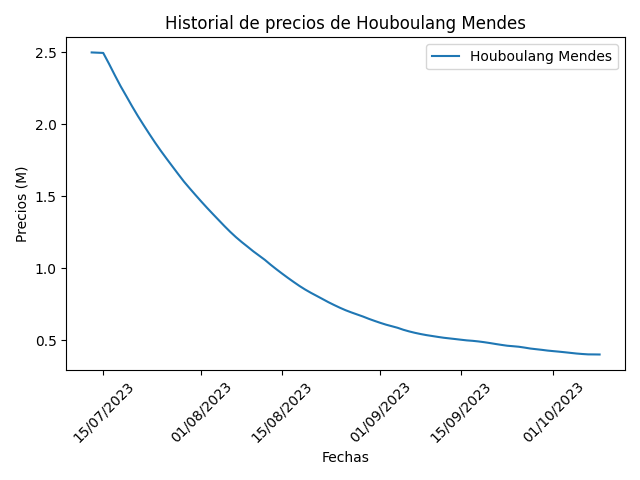 Historial de precios de Houboulang Mendes
Houboulang Mendes
Precios (M)
2.5
2.0
1.5
1.0
0.5
15/07/2023
01/08/2023
15/08/2023
01/09/2023
15/09/2023
01/10/2023
Fechas